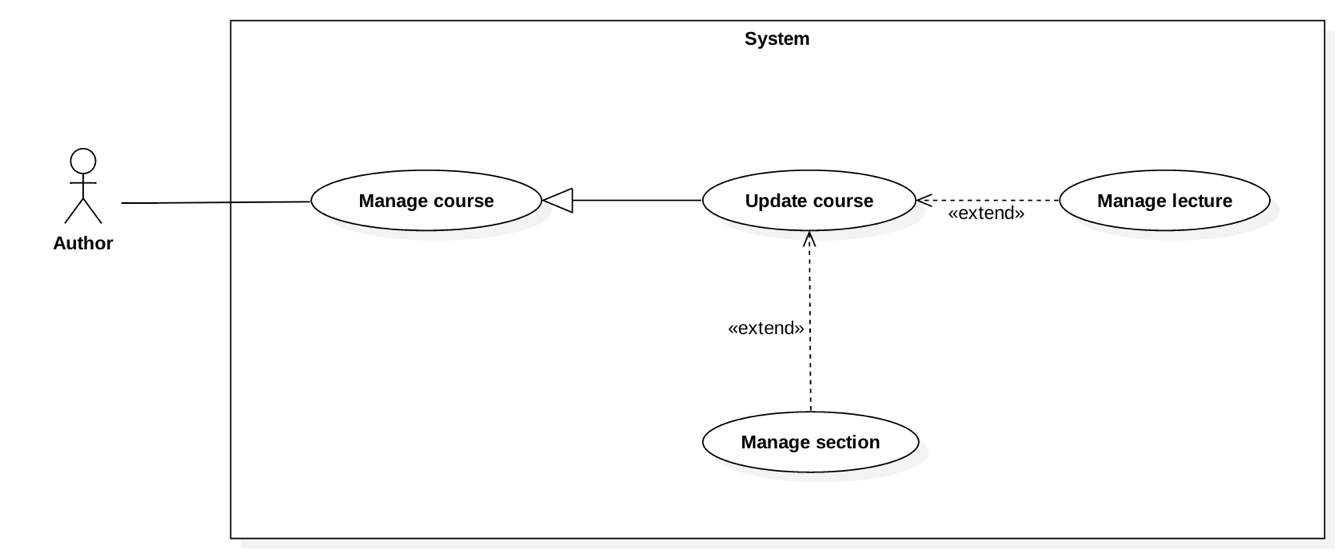 System
Author
Manage course
Update course
«extend»
Manage lecture
«extend»
Manage section